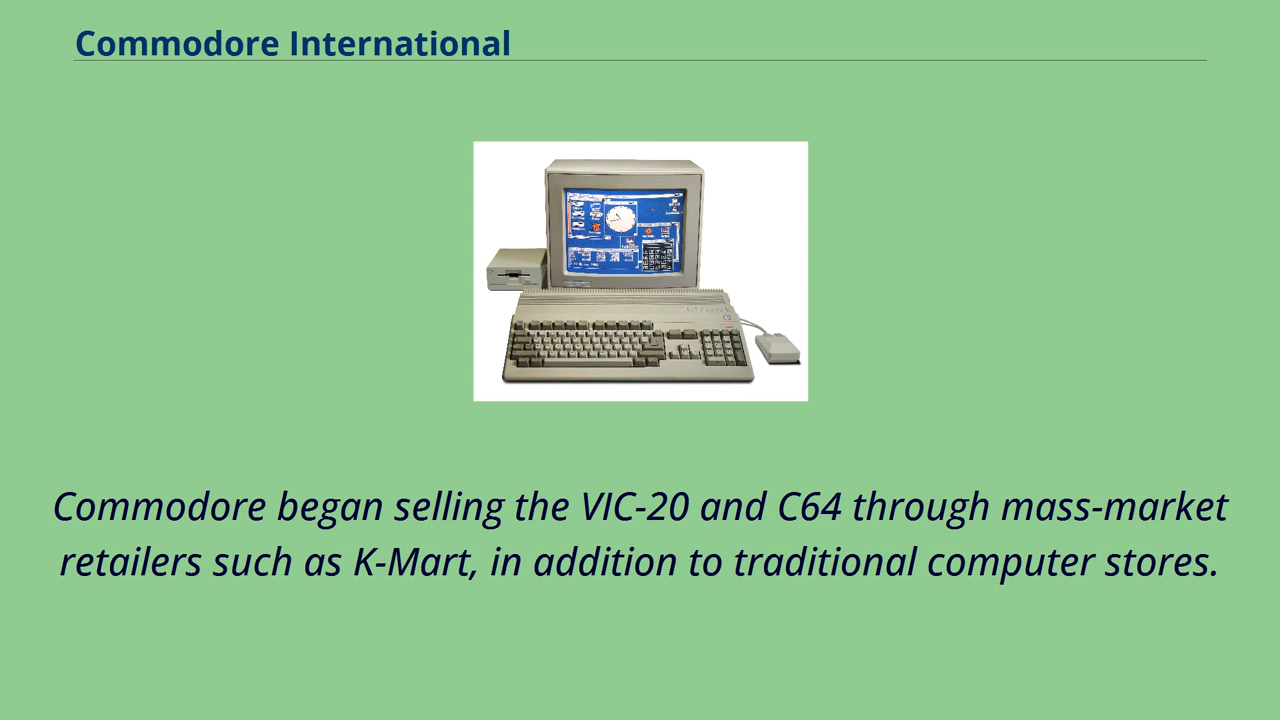 Commodore International
Commodore began selling the VIC-20 and C64 through mass-market
retailers such as K-Mart, in addition to traditional computer stores.